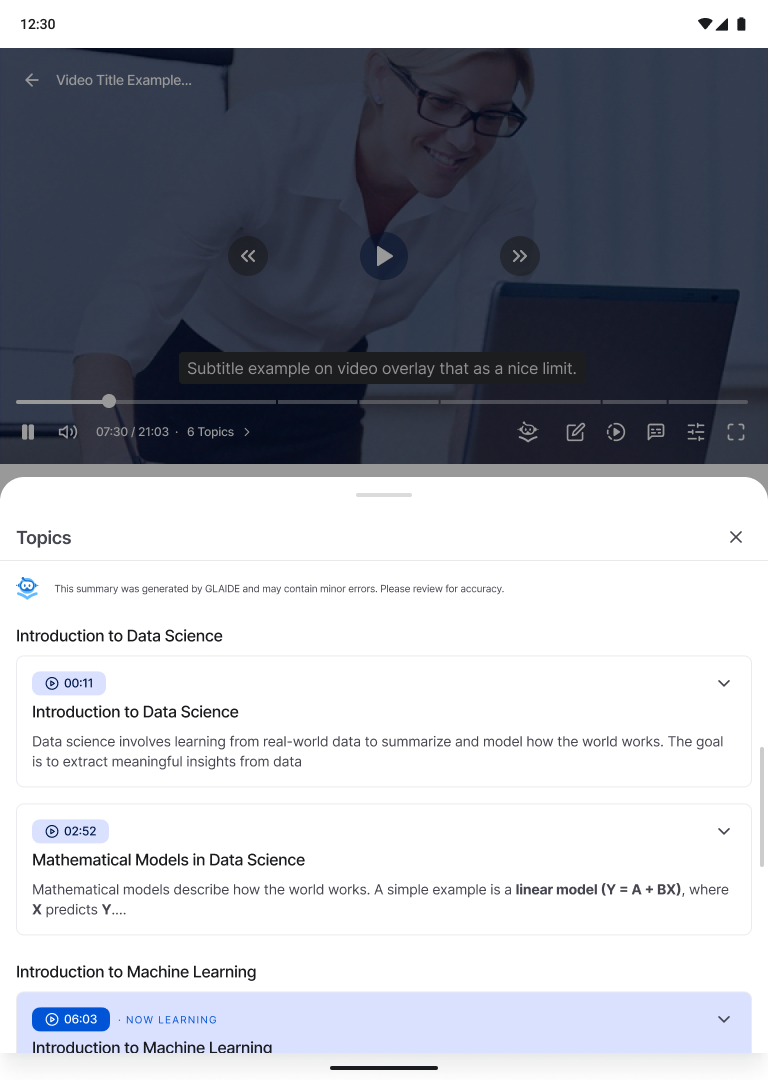 12:30
Video Title Example...
Subtitle example on video overlay that as a nice limit.
07:30 / 21:03 · 6 Topics
Topics
This summary was generated by GLAIDE and may contain minor errors. Please review for accuracy.
Introduction to Data Science
00:11
Introduction to Data Science
Data science involves learning from real-world data to summarize and model how the world works. The goal
is to extract meaningful insights from data
02:52
Mathematical Models in Data Science
Mathematical models describe how the world works. A simple example is a linear model (Y = A + BX), where
X predicts Y....
Introduction to Machine Learning
06:03 · NOW LEARNING
Introduction to Machine Learning